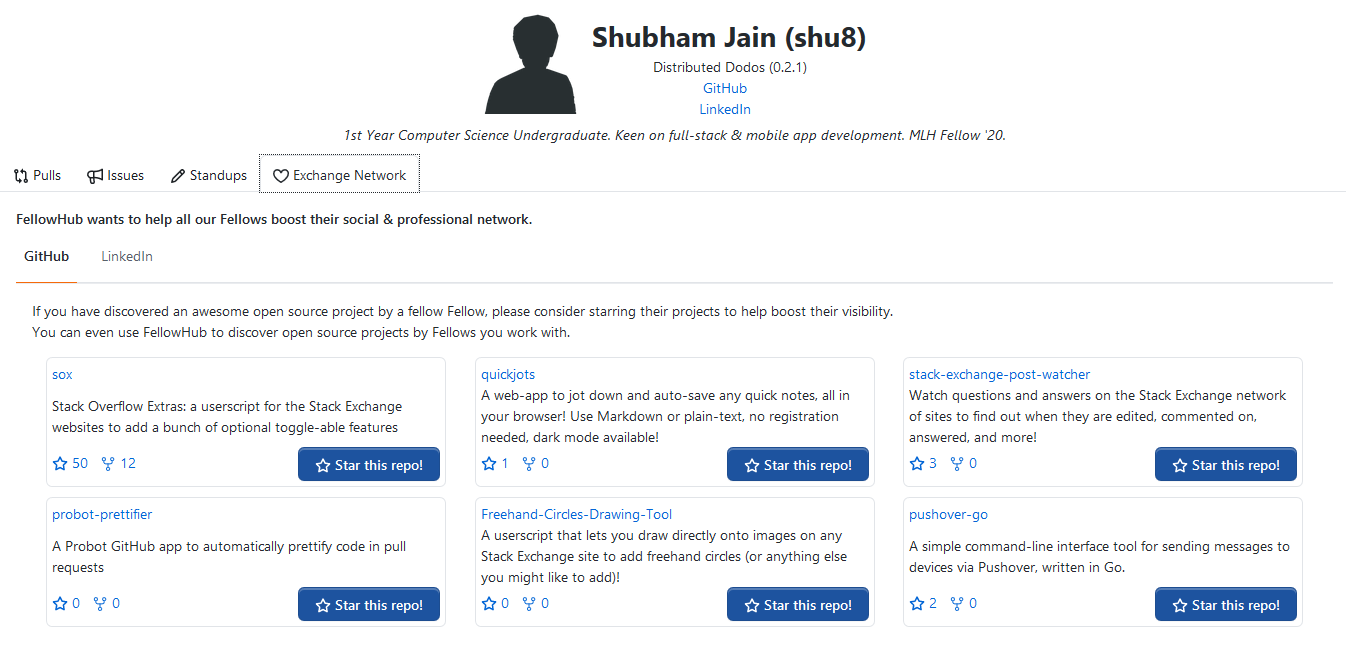 Shubham Jain (shu8)
Distributed Dodos (0.2.1)
GitHub
LinkedIn
1st Year Computer Science Undergraduate. Keen on full-stack & mobile app development. MLH Fellow '20.
Pulls Issues Standups Exchange Network
FellowHub wants to help all our Fellows boost their social & professional network.
GitHub LinkedIn
If you have discovered an awesome open source project by a fellow Fellow, please consider starring their projects to help boost their visibility.
You can even use FellowHub to discover open source projects by Fellows you work with.
sox
Stack Overflow Extras: a userscript for the Stack Exchange
websites to add a bunch of optional toggle-able features
50 12 Star this repo!
quickjots
A web-app to jot down and auto-save any quick notes, all in
your browser! Use Markdown or plain-text, no registration
needed, dark mode available!
1 0 Star this repo!
stack-exchange-post-watcher
Watch questions and answers on the Stack Exchange network
of sites to find out when they are edited, commented on,
answered, and more!
3 0 Star this repo!
probot-prettifier
A Probot GitHub app to automatically prettify code in pull
requests
0 0 Star this repo!
Freehand-Circles-Drawing-Tool
A userscript that lets you draw directly onto images on any
Stack Exchange site to add freehand circles (or anything else
you might like to add)!
0 0 Star this repo!
pushover-go
A simple command-line interface tool for sending messages to
devices via Pushover, written in Go.
2 0 Star this repo!